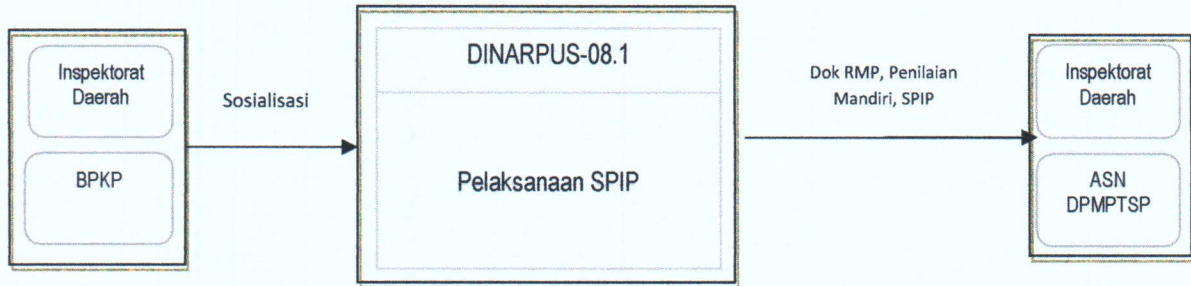 Inspektorat
Daerah
BPKP
Sosialisasi
DINARPUS-08.1
Pelaksanaan SPIP
Dok RMP, Penilaian
Mandiri, SPIP
Inspektorat
Daerah
ASN
DPMPTSP